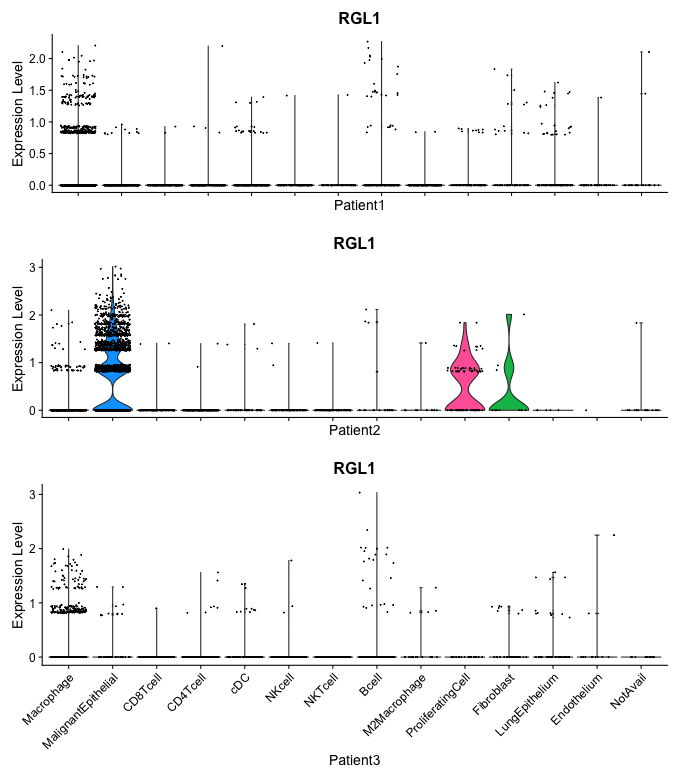 RGL1
Expression Level
2.0
1.5
1.0
0.5
0.0
Patient1
RGL1
Expression Level
3
2
1
0
Patient2
RGL1
Expression Level
3
2
1
0
Macrophage
MalignantEpithelial
CD8Tcell
CD4Tcell
cDC
NKcell
NKTcell
Bcell
M2Macrophage
ProliferatingCell
Fibroblast
LungEpithelium
Endothelium
NotAvail
Patient3